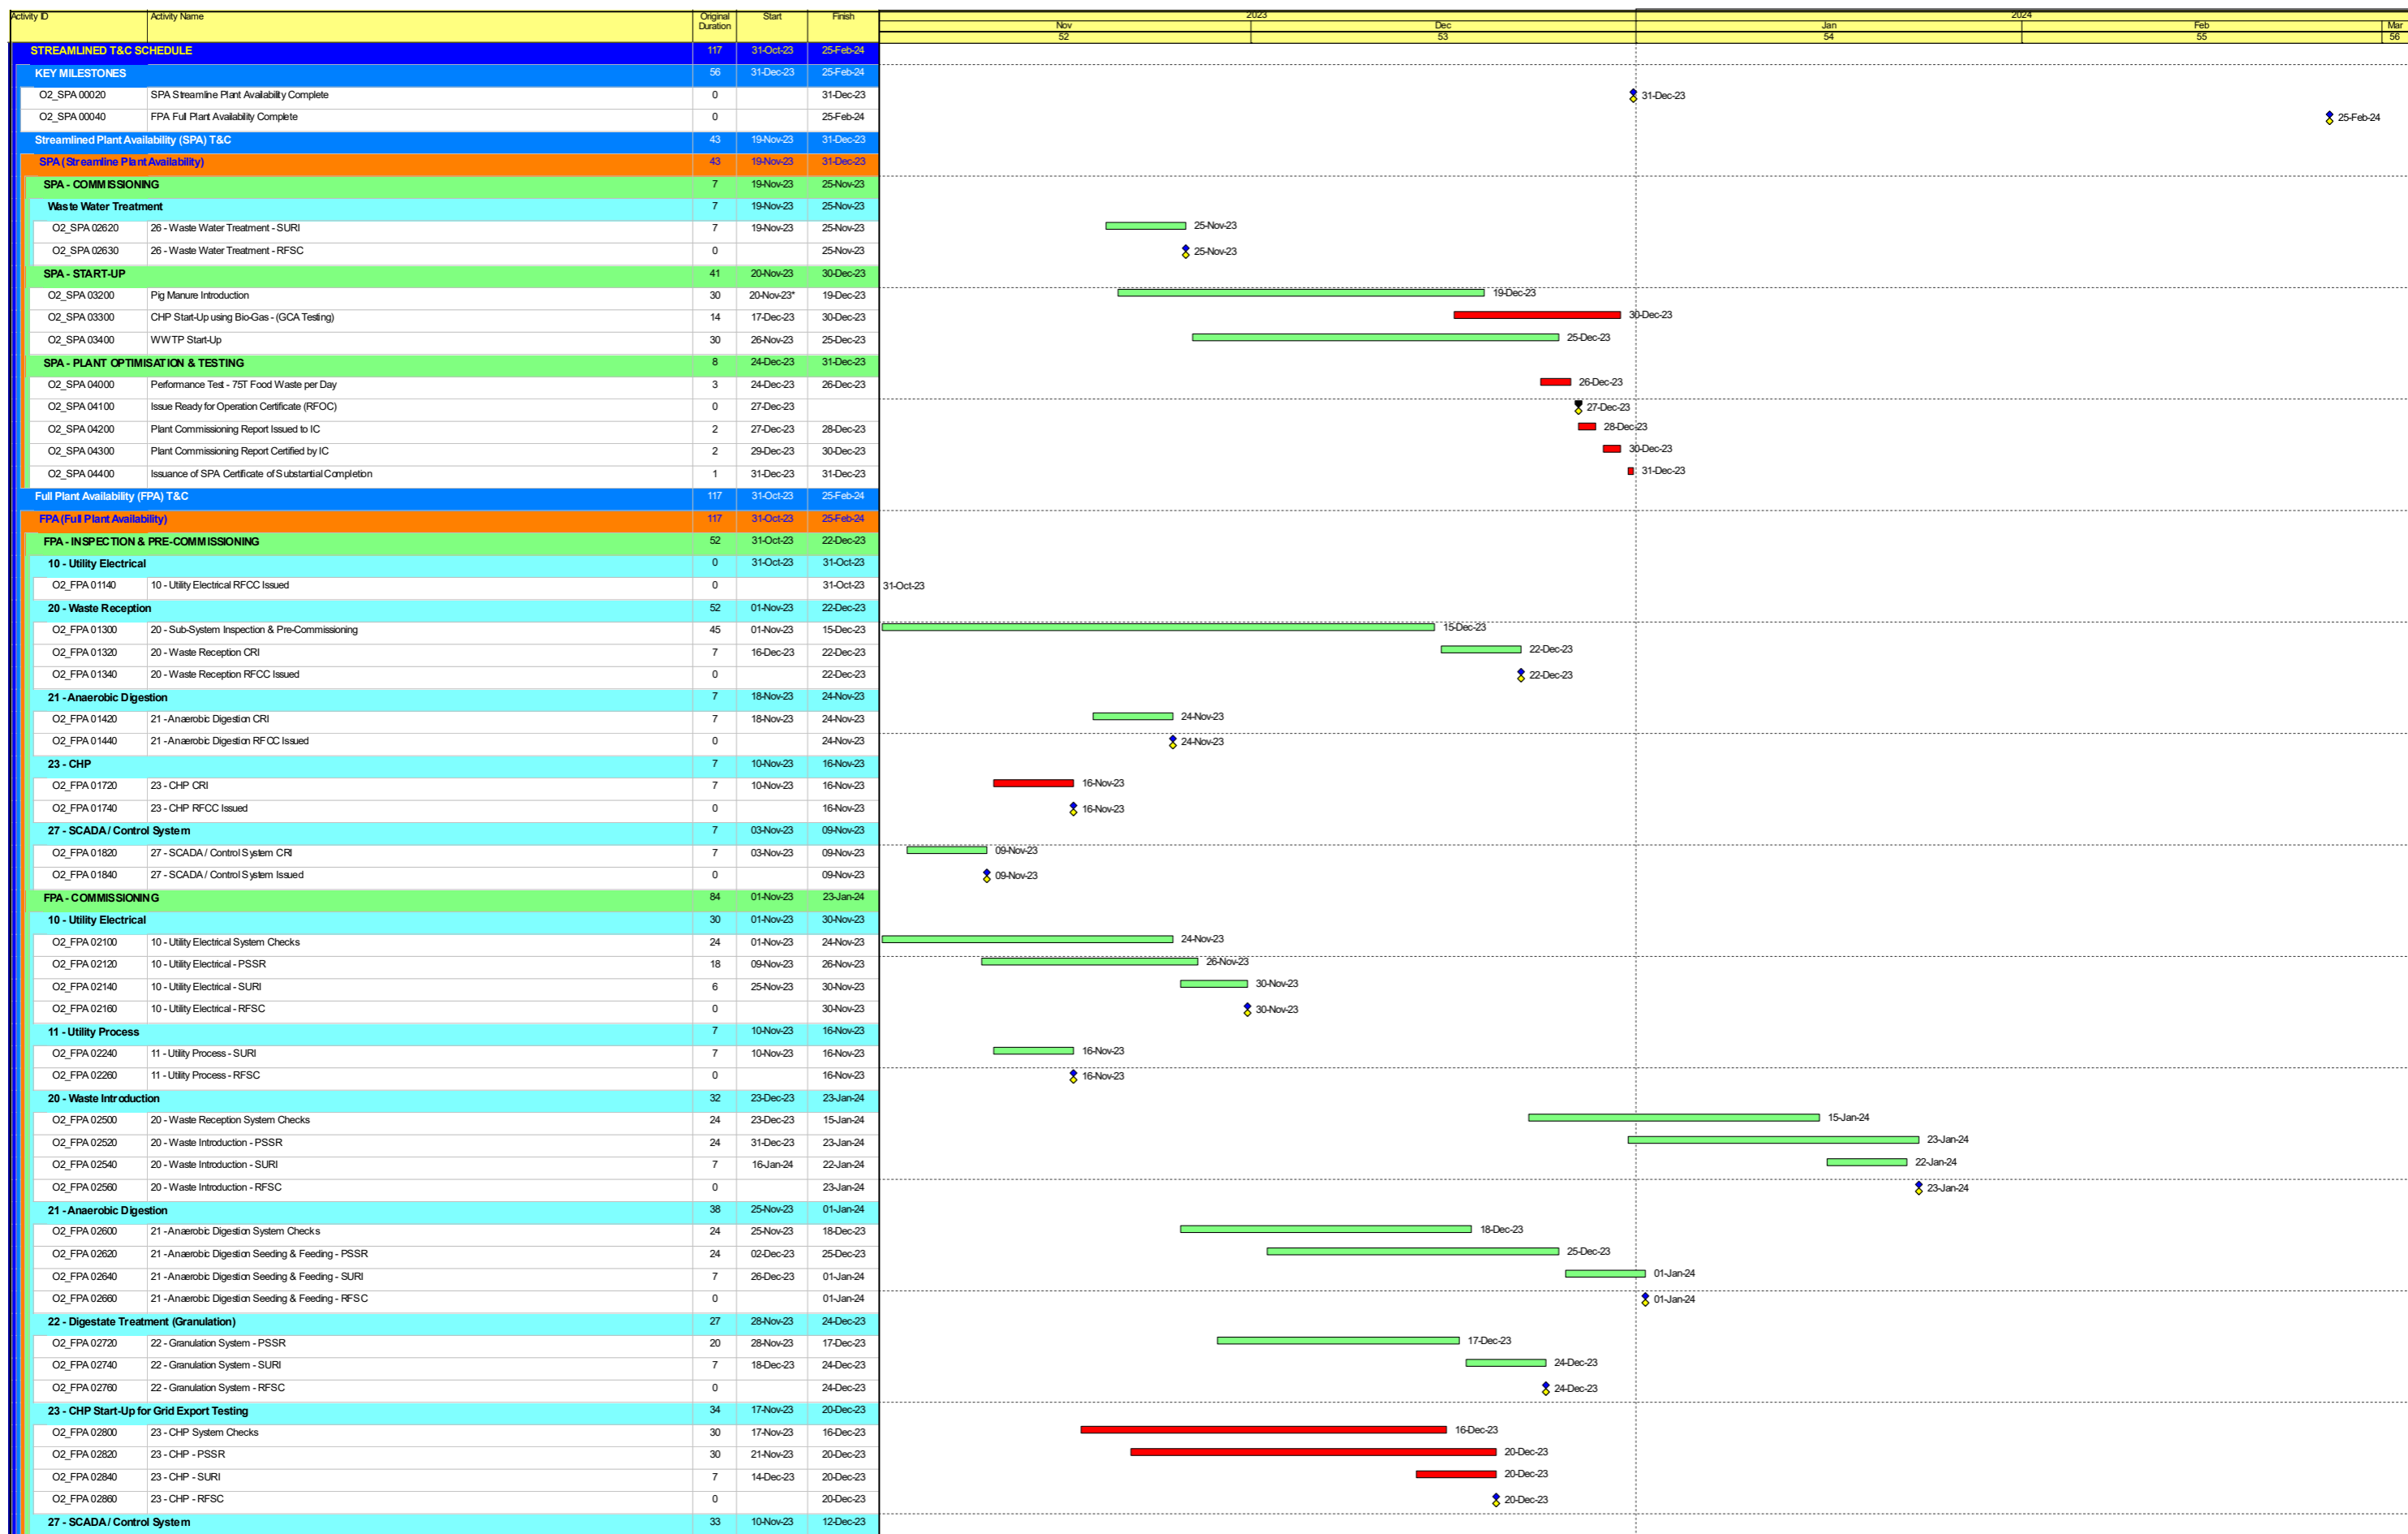 Activity ID Activity Name Original Duration Start Finish 2023 2024
Nov Dec Jan Feb Mar
52 53 54 55 56
STREAMLINED T&C SCHEDULE 117 31-Oct-23 25-Feb-24
KEY MILESTONES 56 31-Dec-23 25-Feb-24
O2_SPA 00020 SPA Streamline Plant Availability Complete 0 31-Dec-23 31-Dec-23
O2_SPA 00040 FPA Full Plant Availability Complete 0 25-Feb-24 25-Feb-24
Streamlined Plant Availability (SPA) T&C 43 19-Nov-23 31-Dec-23
SPA (Streamline Plant Availability) 43 19-Nov-23 31-Dec-23
SPA - COMMISSIONING 7 19-Nov-23 25-Nov-23
Waste Water Treatment 7 19-Nov-23 25-Nov-23
O2_SPA 02620 26 - Waste Water Treatment - SURI 7 19-Nov-23 25-Nov-23 25-Nov-23
O2_SPA 02630 26 - Waste Water Treatment - RFSC 0 25-Nov-23 25-Nov-23
SPA - START-UP 41 20-Nov-23 30-Dec-23
O2_SPA 03200 Pig Manure Introduction 30 20-Nov-23* 19-Dec-23 19-Dec-23
O2_SPA 03300 CHP Start-Up using Bio-Gas - (GCA Testing) 14 17-Dec-23 30-Dec-23 30-Dec-23
O2_SPA 03400 WWTP Start-Up 30 26-Nov-23 25-Dec-23 25-Dec-23
SPA - PLANT OPTIMISATION & TESTING 8 24-Dec-23 31-Dec-23
O2_SPA 04000 Performance Test - 75T Food Waste per Day 3 24-Dec-23 26-Dec-23 26-Dec-23
O2_SPA 04100 Issue Ready for Operation Certificate (RFOC) 0 27-Dec-23 27-Dec-23
O2_SPA 04200 Plant Commissioning Report Issued to IC 2 27-Dec-23 28-Dec-23 28-Dec-23
O2_SPA 04300 Plant Commissioning Report Certified by IC 2 29-Dec-23 30-Dec-23 30-Dec-23
O2_SPA 04400 Issuance of SPA Certificate of Substantial Completion 1 31-Dec-23 31-Dec-23 31-Dec-23
Full Plant Availability (FPA) T&C 117 31-Oct-23 25-Feb-24
FPA (Full Plant Availability) 117 31-Oct-23 25-Feb-24
FPA - INSPECTION & PRE-COMMISSIONING 52 31-Oct-23 22-Dec-23
10 - Utility Electrical 0 31-Oct-23 31-Oct-23
O2_FPA 01140 10 - Utility Electrical RFCC Issued 0 31-Oct-23 31-Oct-23
20 - Waste Reception 52 01-Nov-23 22-Dec-23
O2_FPA 01300 20 - Sub-System Inspection & Pre-Commissioning 45 01-Nov-23 15-Dec-23 15-Dec-23
O2_FPA 01320 20 - Waste Reception CRI 7 16-Dec-23 22-Dec-23 22-Dec-23
O2_FPA 01340 20 - Waste Reception RFCC Issued 0 22-Dec-23 22-Dec-23
21 - Anaerobic Digestion 7 18-Nov-23 24-Nov-23
O2_FPA 01420 21 - Anaerobic Digestion CRI 7 18-Nov-23 24-Nov-23 24-Nov-23
O2_FPA 01440 21 - Anaerobic Digestion RFCC Issued 0 24-Nov-23 24-Nov-23
23 - CHP 7 10-Nov-23 16-Nov-23
O2_FPA 01720 23 - CHP CRI 7 10-Nov-23 16-Nov-23 16-Nov-23
O2_FPA 01740 23 - CHP RFCC Issued 0 16-Nov-23 16-Nov-23
27 - SCADA / Control System 7 03-Nov-23 09-Nov-23
O2_FPA 01820 27 - SCADA / Control System CRI 7 03-Nov-23 09-Nov-23 09-Nov-23
O2_FPA 01840 27 - SCADA / Control System Issued 0 09-Nov-23 09-Nov-23
FPA - COMMISSIONING 84 01-Nov-23 23-Jan-24
10 - Utility Electrical 30 01-Nov-23 30-Nov-23
O2_FPA 02100 10 - Utility Electrical System Checks 24 01-Nov-23 24-Nov-23 24-Nov-23
O2_FPA 02120 10 - Utility Electrical - PSSR 18 09-Nov-23 26-Nov-23 26-Nov-23
O2_FPA 02140 10 - Utility Electrical - SURI 6 25-Nov-23 30-Nov-23 30-Nov-23
O2_FPA 02160 10 - Utility Electrical - RFSC 0 30-Nov-23 30-Nov-23
11 - Utility Process 7 10-Nov-23 16-Nov-23
O2_FPA 02240 11 - Utility Process - SURI 7 10-Nov-23 16-Nov-23 16-Nov-23
O2_FPA 02260 11 - Utility Process - RFSC 0 16-Nov-23 16-Nov-23
20 - Waste Introduction 32 23-Dec-23 23-Jan-24
O2_FPA 02500 20 - Waste Reception System Checks 24 23-Dec-23 15-Jan-24 15-Jan-24
O2_FPA 02520 20 - Waste Introduction - PSSR 24 31-Dec-23 23-Jan-24 23-Jan-24
O2_FPA 02540 20 - Waste Introduction - SURI 7 16-Jan-24 22-Jan-24 22-Jan-24
O2_FPA 02560 20 - Waste Introduction - RFSC 0 23-Jan-24 23-Jan-24
21 - Anaerobic Digestion 38 25-Nov-23 01-Jan-24
O2_FPA 02600 21 - Anaerobic Digestion System Checks 24 25-Nov-23 18-Dec-23 18-Dec-23
O2_FPA 02620 21 - Anaerobic Digestion Seeding & Feeding - PSSR 24 02-Dec-23 25-Dec-23 25-Dec-23
O2_FPA 02640 21 - Anaerobic Digestion Seeding & Feeding - SURI 7 26-Dec-23 01-Jan-24 01-Jan-24
O2_FPA 02660 21 - Anaerobic Digestion Seeding & Feeding - RFSC 0 01-Jan-24 01-Jan-24
22 - Digestate Treatment (Granulation) 27 28-Nov-23 24-Dec-23
O2_FPA 02720 22 - Granulation System - PSSR 20 28-Nov-23 17-Dec-23 17-Dec-23
O2_FPA 02740 22 - Granulation System - SURI 7 18-Dec-23 24-Dec-23 24-Dec-23
O2_FPA 02760 22 - Granulation System - RFSC 0 24-Dec-23 24-Dec-23
23 - CHP Start-Up for Grid Export Testing 34 17-Nov-23 20-Dec-23
O2_FPA 02800 23 - CHP System Checks 30 17-Nov-23 16-Dec-23 16-Dec-23
O2_FPA 02820 23 - CHP - PSSR 30 21-Nov-23 20-Dec-23 20-Dec-23
O2_FPA 02840 23 - CHP - SURI 7 14-Dec-23 20-Dec-23 20-Dec-23
O2_FPA 02860 23 - CHP - RFSC 0 20-Dec-23 20-Dec-23
27 - SCADA / Control System 33 10-Nov-23 12-Dec-23